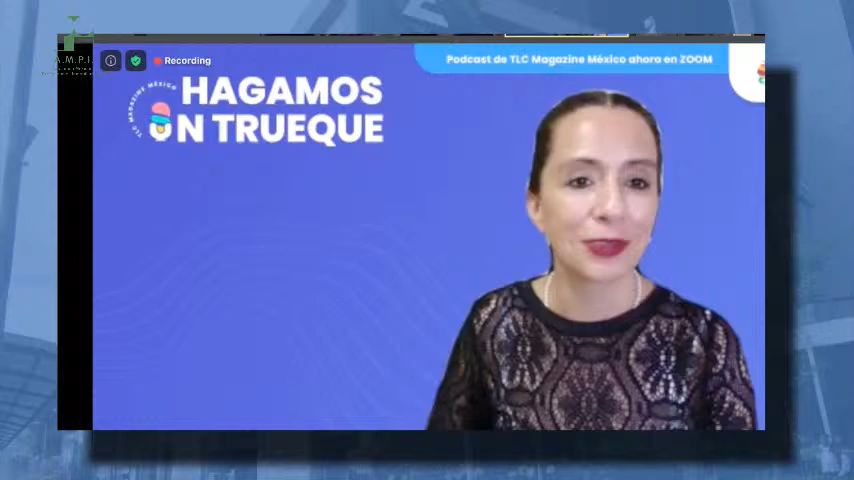 A.M.P.I.
Recording
Podcast de TLC Magazine México ahora en ZOOM
TLC MAGAZINE MÉXICO
HAGAMOS
UN TRUEQUE